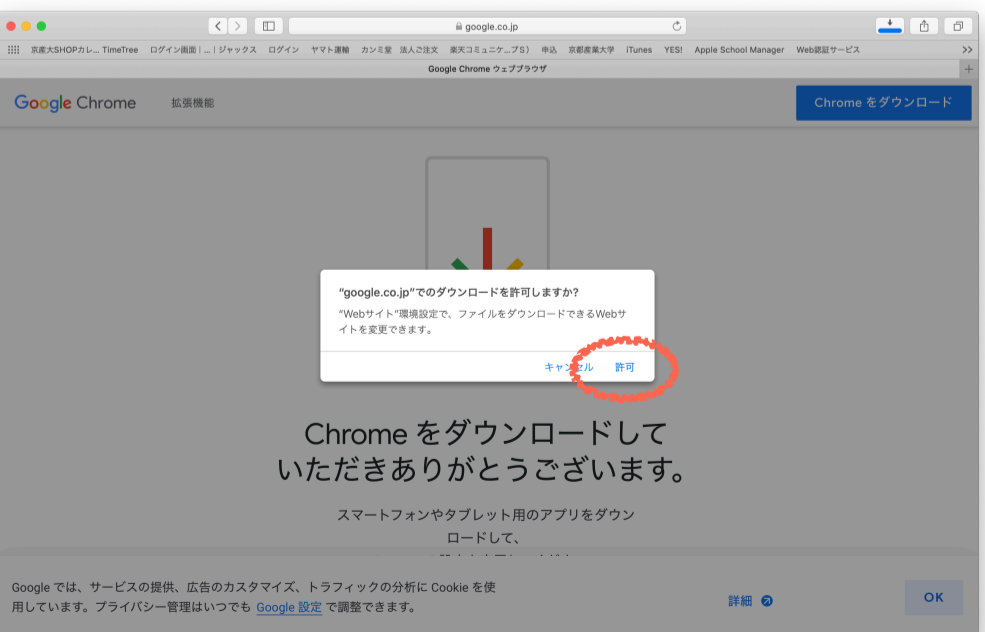 google.co.jp
京産大SHOPカレ... TimeTree ログイン画面｜...｜ジャックス ログイン ヤマト運輸 カンミ堂 法人ご注文 楽天コミュニケ...プS） 申込 京都産業大学 iTunes YES! Apple School Manager Web認証サービス >>
Google Chrome ウェブブラウザ
Google Chrome 拡張機能 Chrome をダウンロード
“google.co.jp”でのダウンロードを許可しますか?
“Webサイト”環境設定で、ファイルをダウンロードできるWebサ
イトを変更できます。
キャンセル 許可
Chrome をダウンロードして
いただきありがとうございます。
スマートフォンやタブレット用のアプリをダウン
ロードして、
Google では、サービスの提供、広告のカスタマイズ、トラフィックの分析に Cookie を使
用しています。プライバシー管理はいつでも Google 設定 で調整できます。
詳細 OK